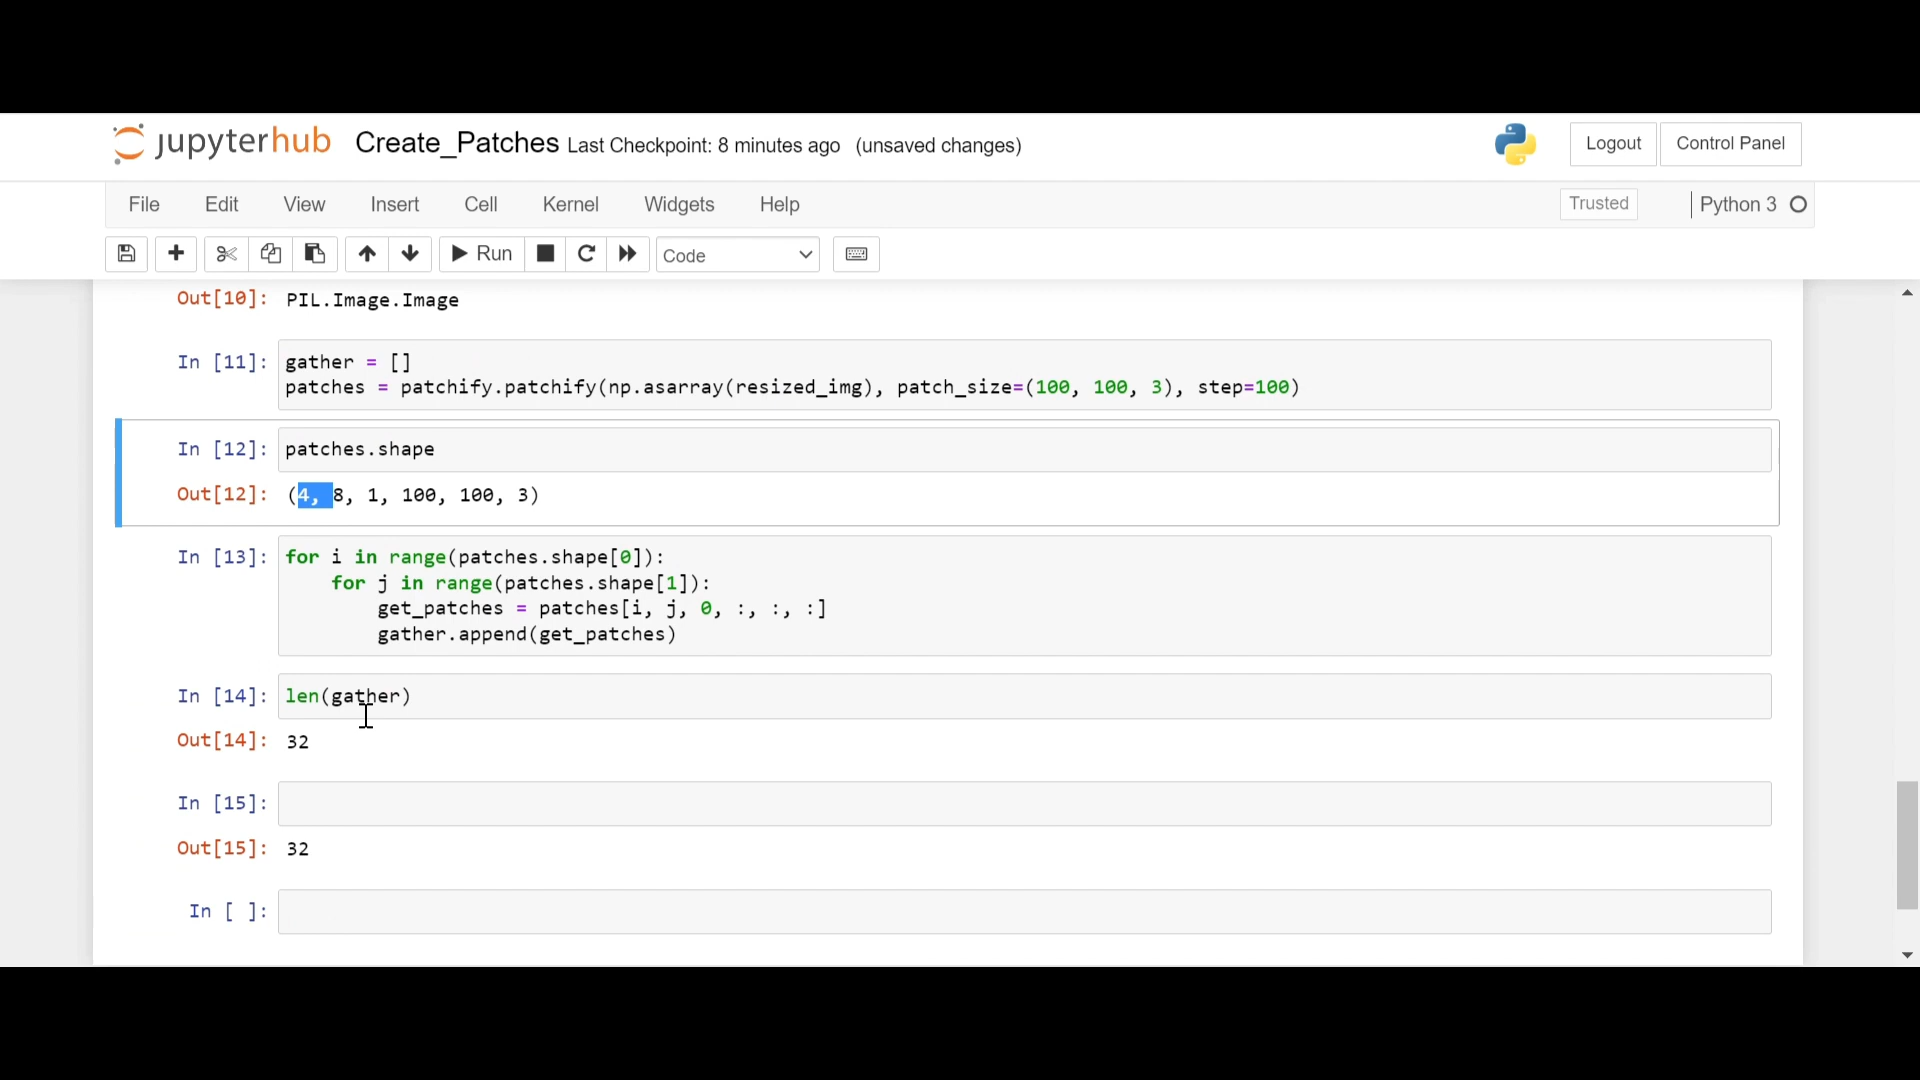 jupyterhub Create_Patches Last Checkpoint: 8 minutes ago (unsaved changes) Logout Control Panel
File Edit View Insert Cell Kernel Widgets Help Trusted Python 3
Run Code
Out[10]: PIL.Image.Image
In [11]: gather = []
patches = patchify.patchify(np.asarray(resized_img), patch_size=(100, 100, 3), step=100)
In [12]: patches.shape
Out[12]: (4, 8, 1, 100, 100, 3)
In [13]: for i in range(patches.shape[0]):
    for j in range(patches.shape[1]):
        get_patches = patches[i, j, 0, :, :, :]
        gather.append(get_patches)
In [14]: len(gather)
Out[14]: 32
In [15]:
Out[15]: 32
In [ ]: